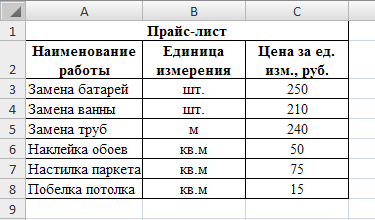 A B C
1 Прайс-лист
Наименование Единица Цена за ед.
2 работы измерения изм., руб.
3 Замена батарей шт. 250
4 Замена ванны шт. 210
5 Замена труб м 240
6 Наклейка обоев кв.м 50
7 Настилка паркета кв.м 75
8 Побелка потолка кв.м 15
9